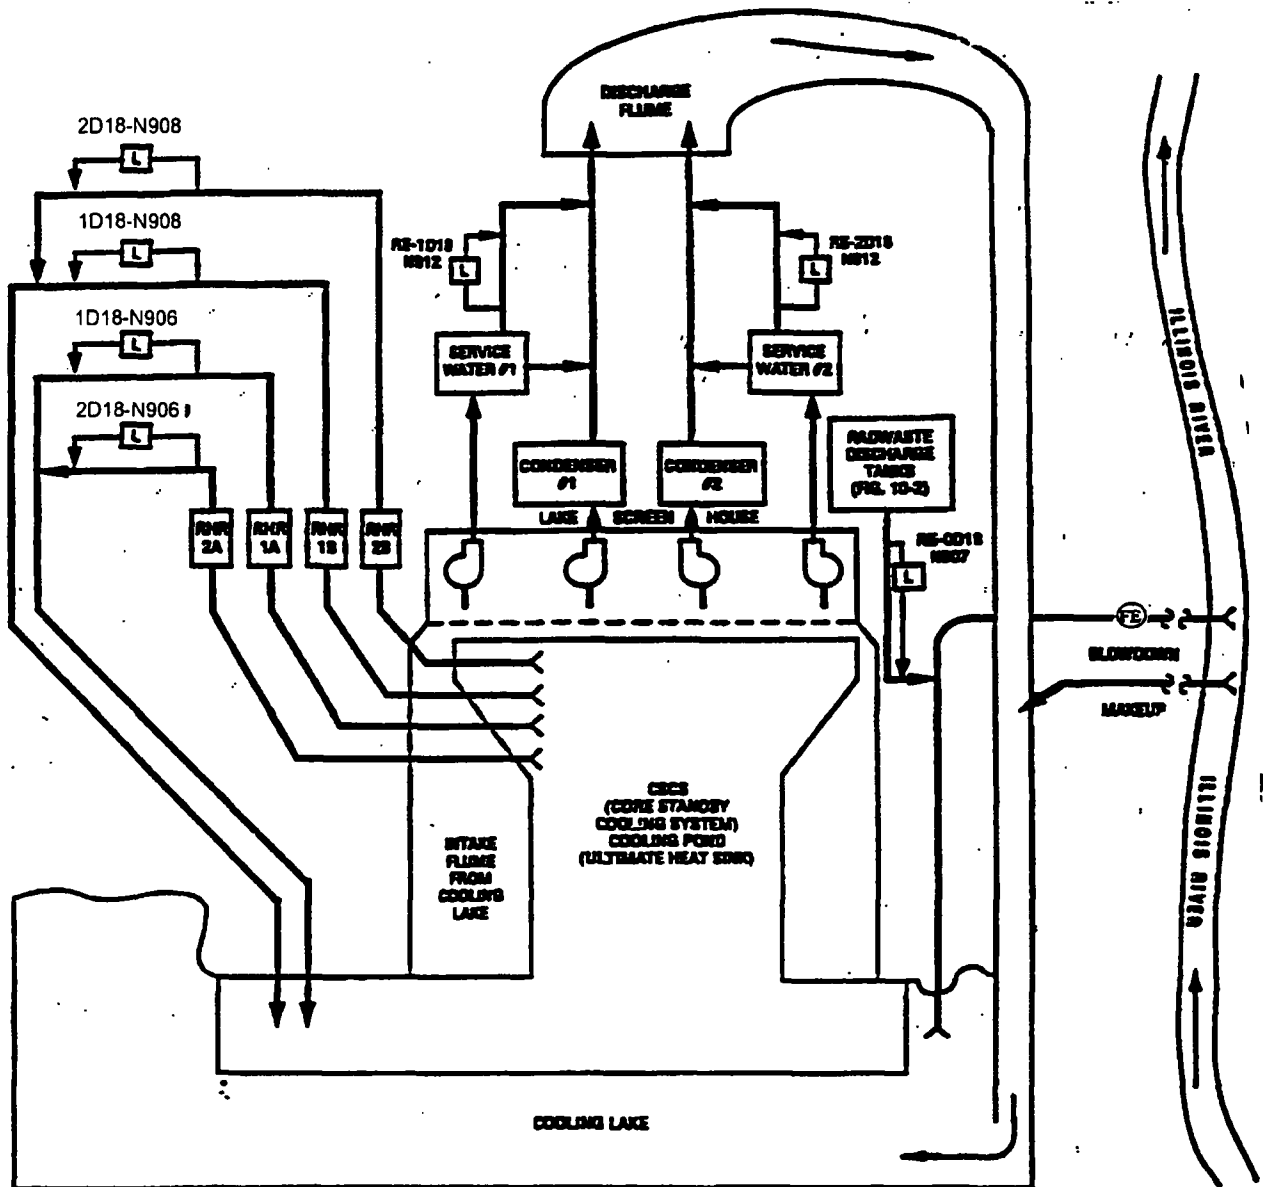 DISCHARGE
FLUME
2D18-N908
L
1D18-N908
L
1D18-N906
L
2D18-N906
L
RE-1D18
N912
L
RE-2D18
N912
L
SERVICE
WATER #1
SERVICE
WATER #2
CONDENSER
#1
CONDENSER
#2
RADWASTE
DISCHARGE
TANKS
(FIG. 10-2)
LAKE SCREEN HOUSE
RHR
2A
RHR
1A
RHR
1B
RHR
2B
RE-0D18
N907
L
FE
BLOWDOWN
MAKEUP
ILLINOIS RIVER
ILLINOIS RIVER
CSCS
(CORE STANDBY
COOLING SYSTEM)
COOLING POND
(ULTIMATE HEAT SINK)
INTAKE
FLUME
FROM
COOLING
LAKE
COOLING LAKE